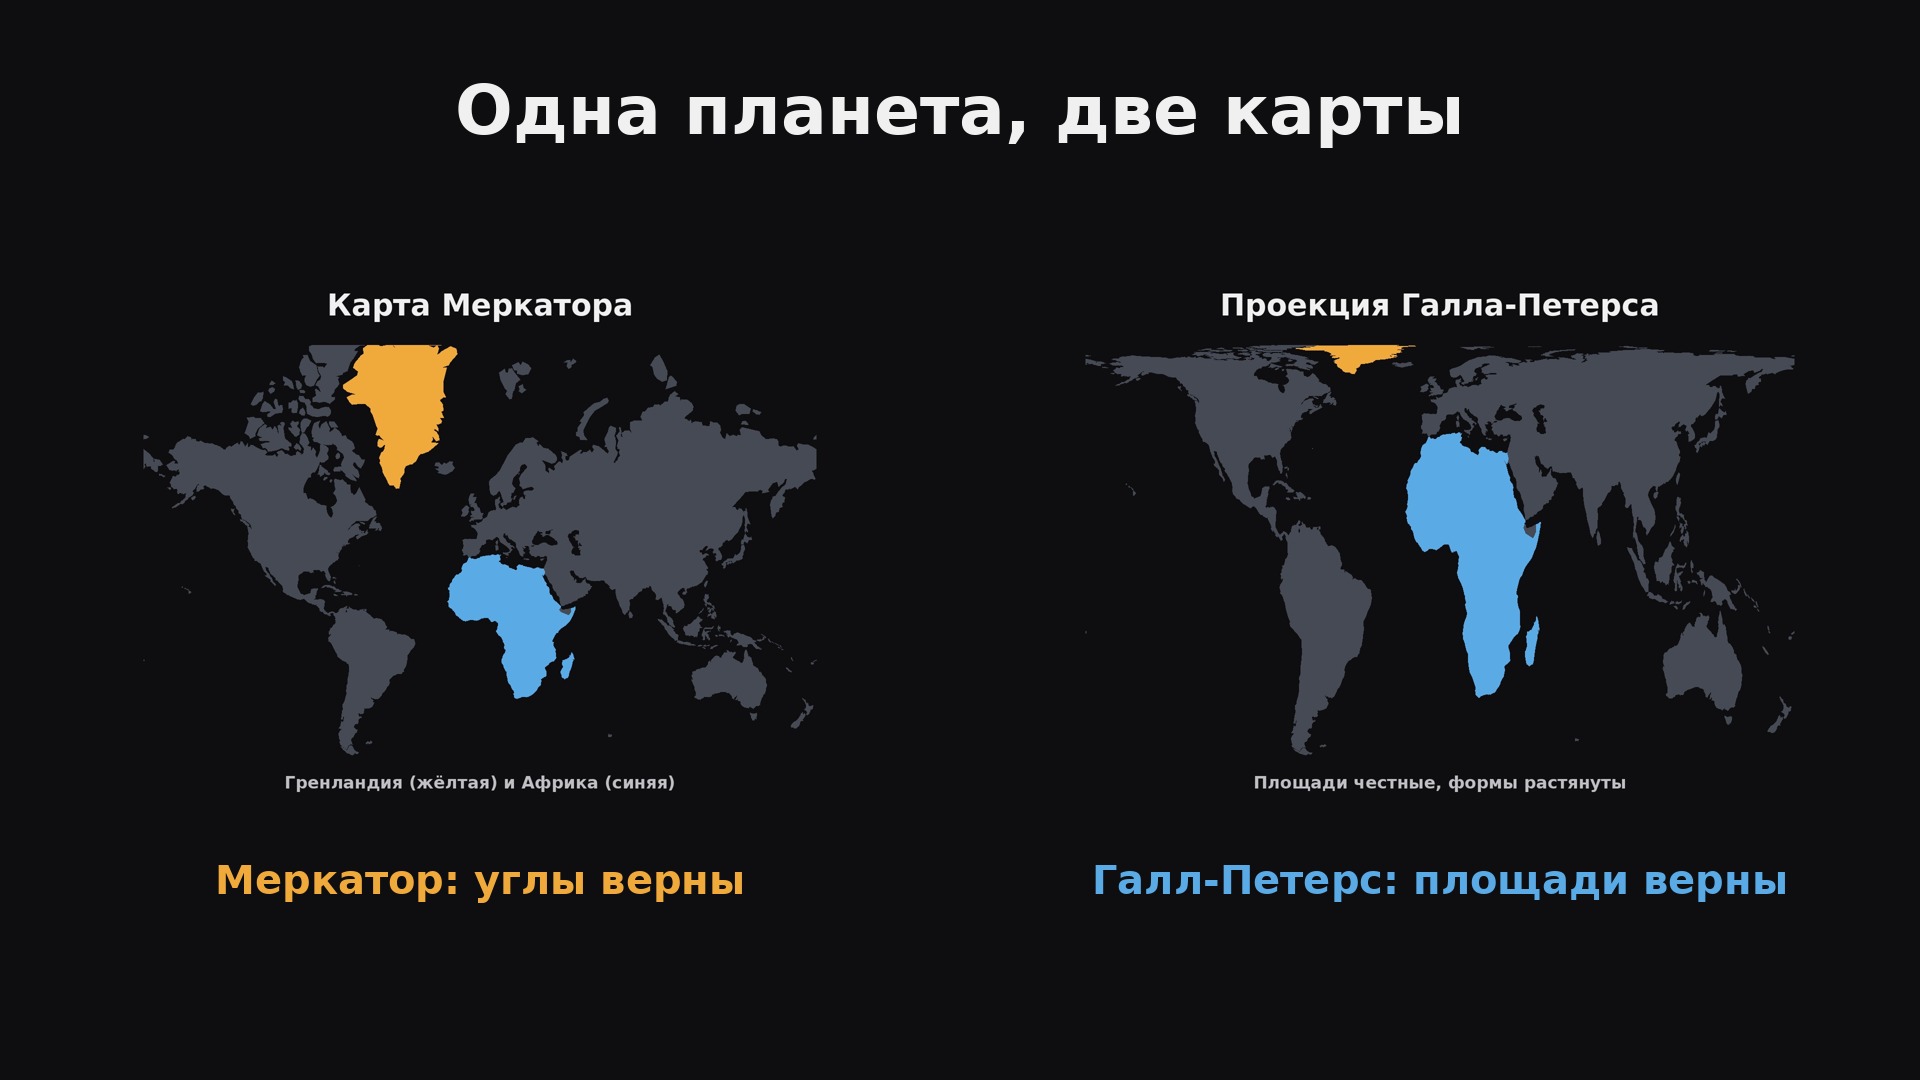 Одна планета, две карты
Карта Меркатора
Проекция Галла-Петерса
Гренландия (жёлтая) и Африка (синяя)
Площади честные, формы растянуты
Меркатор: углы верны
Галл-Петерс: площади верны